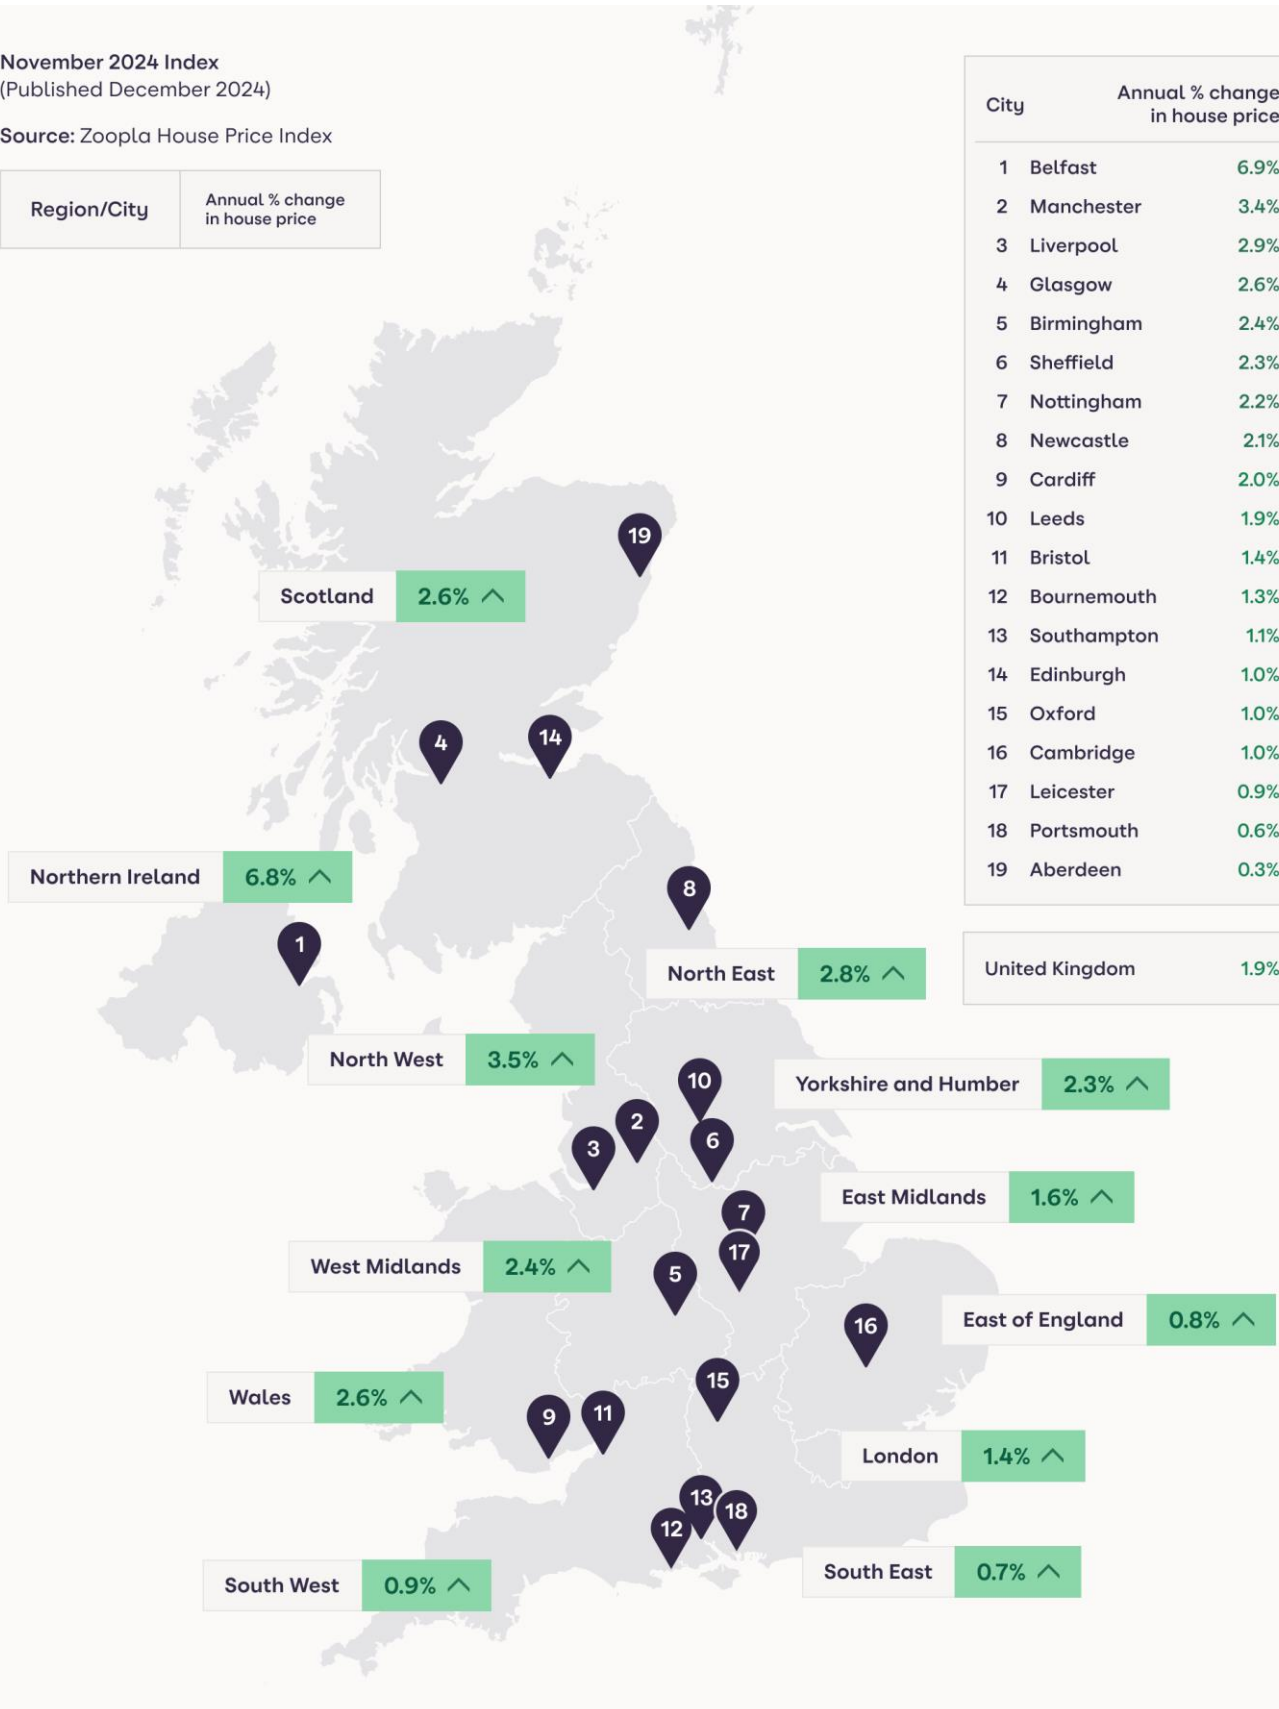 November 2024 Index
(Published December 2024)
Source: Zoopla House Price Index
Region/City
Annual % change
in house price
City
Annual % change
in house price
1 Belfast 6.9%
2 Manchester 3.4%
3 Liverpool 2.9%
4 Glasgow 2.6%
5 Birmingham 2.4%
6 Sheffield 2.3%
7 Nottingham 2.2%
8 Newcastle 2.1%
9 Cardiff 2.0%
10 Leeds 1.9%
11 Bristol 1.4%
12 Bournemouth 1.3%
13 Southampton 1.1%
14 Edinburgh 1.0%
15 Oxford 1.0%
16 Cambridge 1.0%
17 Leicester 0.9%
18 Portsmouth 0.6%
19 Aberdeen 0.3%
United Kingdom 1.9%
19
Scotland 2.6%
4
14
Northern Ireland 6.8%
8
1
North East 2.8%
North West 3.5%
10
Yorkshire and Humber 2.3%
2
6
3
East Midlands 1.6%
7
17
West Midlands 2.4%
5
16
East of England 0.8%
15
Wales 2.6%
9
11
London 1.4%
13
18
12
South East 0.7%
South West 0.9%